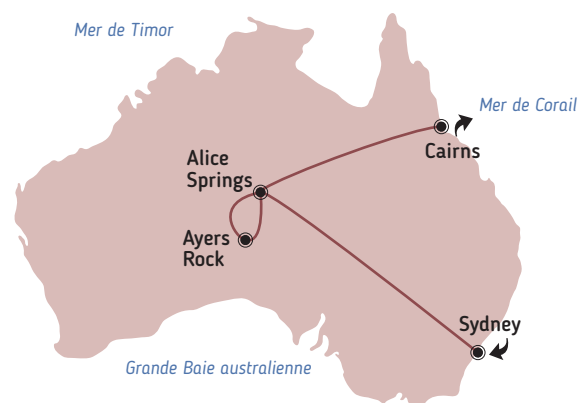 Mer de Timor
Mer de Corail
Cairns
Alice
Springs
Ayers
Rock
Sydney
Grande Baie australienne